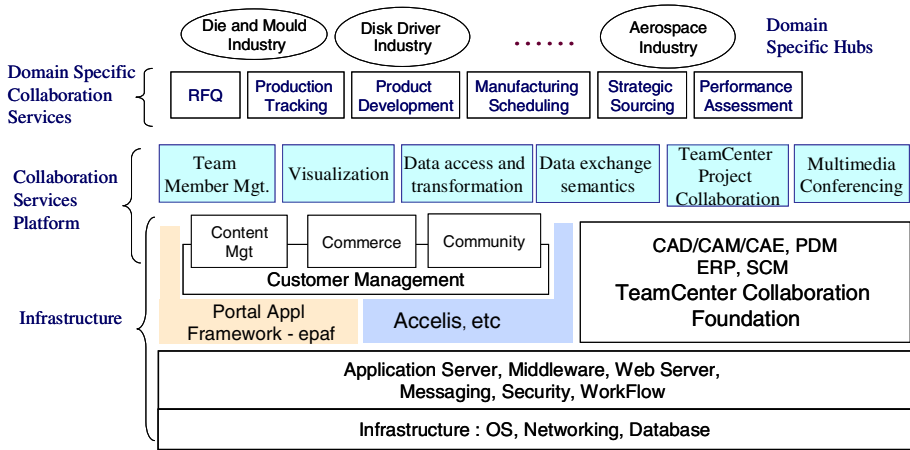 Die and Mould
Industry
Disk Driver
Industry
......
Aerospace
Industry
Domain
Specific Hubs
Domain Specific
Collaboration
Services
RFQ
Production
Tracking
Product
Development
Manufacturing
Scheduling
Strategic
Sourcing
Performance
Assessment
Collaboration
Services
Platform
Team
Member Mgt.
Visualization
Data access and
transformation
Data exchange
semantics
TeamCenter
Project
Collaboration
Multimedia
Conferencing
Content
Mgt
Commerce
Community
Customer Management
CAD/CAM/CAE, PDM
ERP, SCM
TeamCenter Collaboration
Foundation
Infrastructure
Portal Appl
Framework - epaf
Accelis, etc
Application Server, Middleware, Web Server,
Messaging, Security, WorkFlow
Infrastructure : OS, Networking, Database